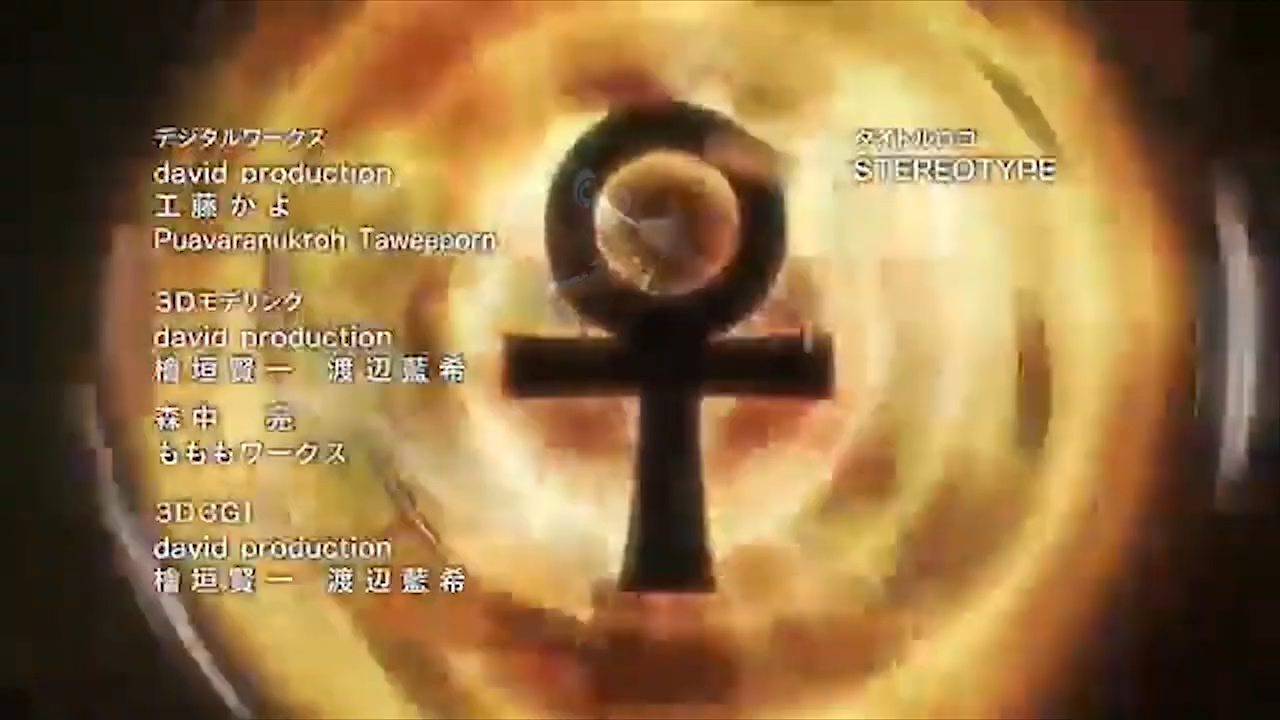 デジタルワークス
david production
工藤かよ
Puavaranukroh Taweeporn
3Dモデリング
david production
檜垣賢一　渡辺藍希
森中　亮
もももワークス
3DCGI
david production
檜垣賢一　渡辺藍希
タイトルロゴ
STEREOTYPE